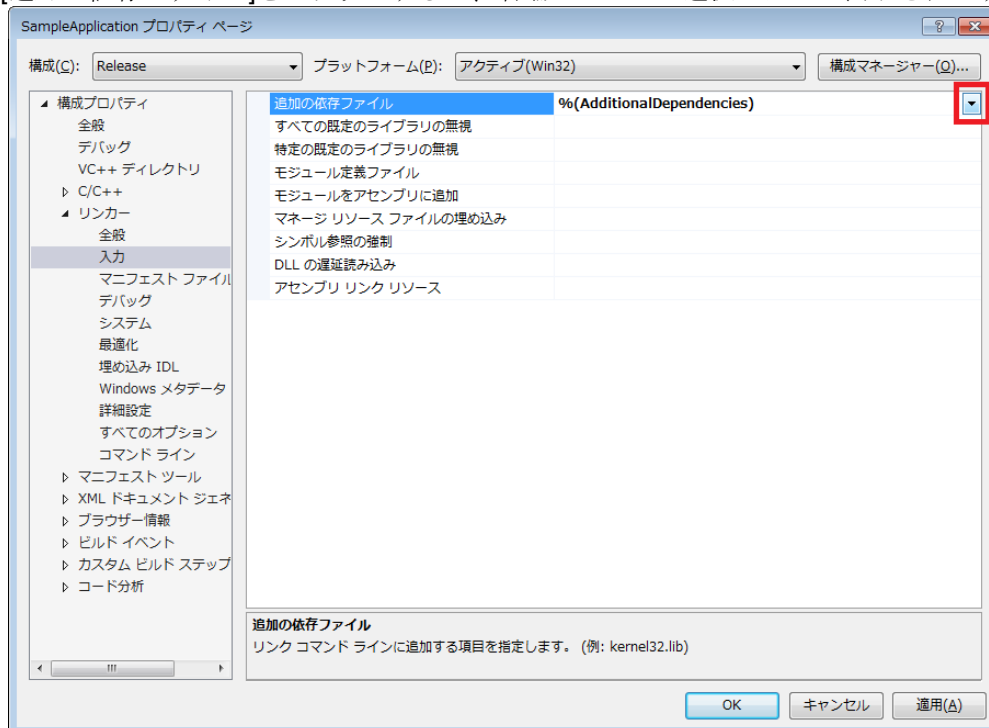 SampleApplication プロパティ ページ
構成(C): Release プラットフォーム(P): アクティブ(Win32) 構成マネージャー(O)...
構成プロパティ
全般
デバッグ
VC++ ディレクトリ
C/C++
リンカー
全般
入力
マニフェスト ファイル
デバッグ
システム
最適化
埋め込み IDL
Windows メタデータ
詳細設定
すべてのオプション
コマンド ライン
マニフェスト ツール
XML ドキュメント ジェネ
ブラウザー情報
ビルド イベント
カスタム ビルド ステップ
コード分析
追加の依存ファイル %(AdditionalDependencies)
すべての既定のライブラリの無視
特定の既定のライブラリの無視
モジュール定義ファイル
モジュールをアセンブリに追加
マネージ リソース ファイルの埋め込み
シンボル参照の強制
DLL の遅延読み込み
アセンブリ リンク リソース
追加の依存ファイル
リンク コマンド ラインに追加する項目を指定します。 (例: kernel32.lib)
OK キャンセル 適用(A)